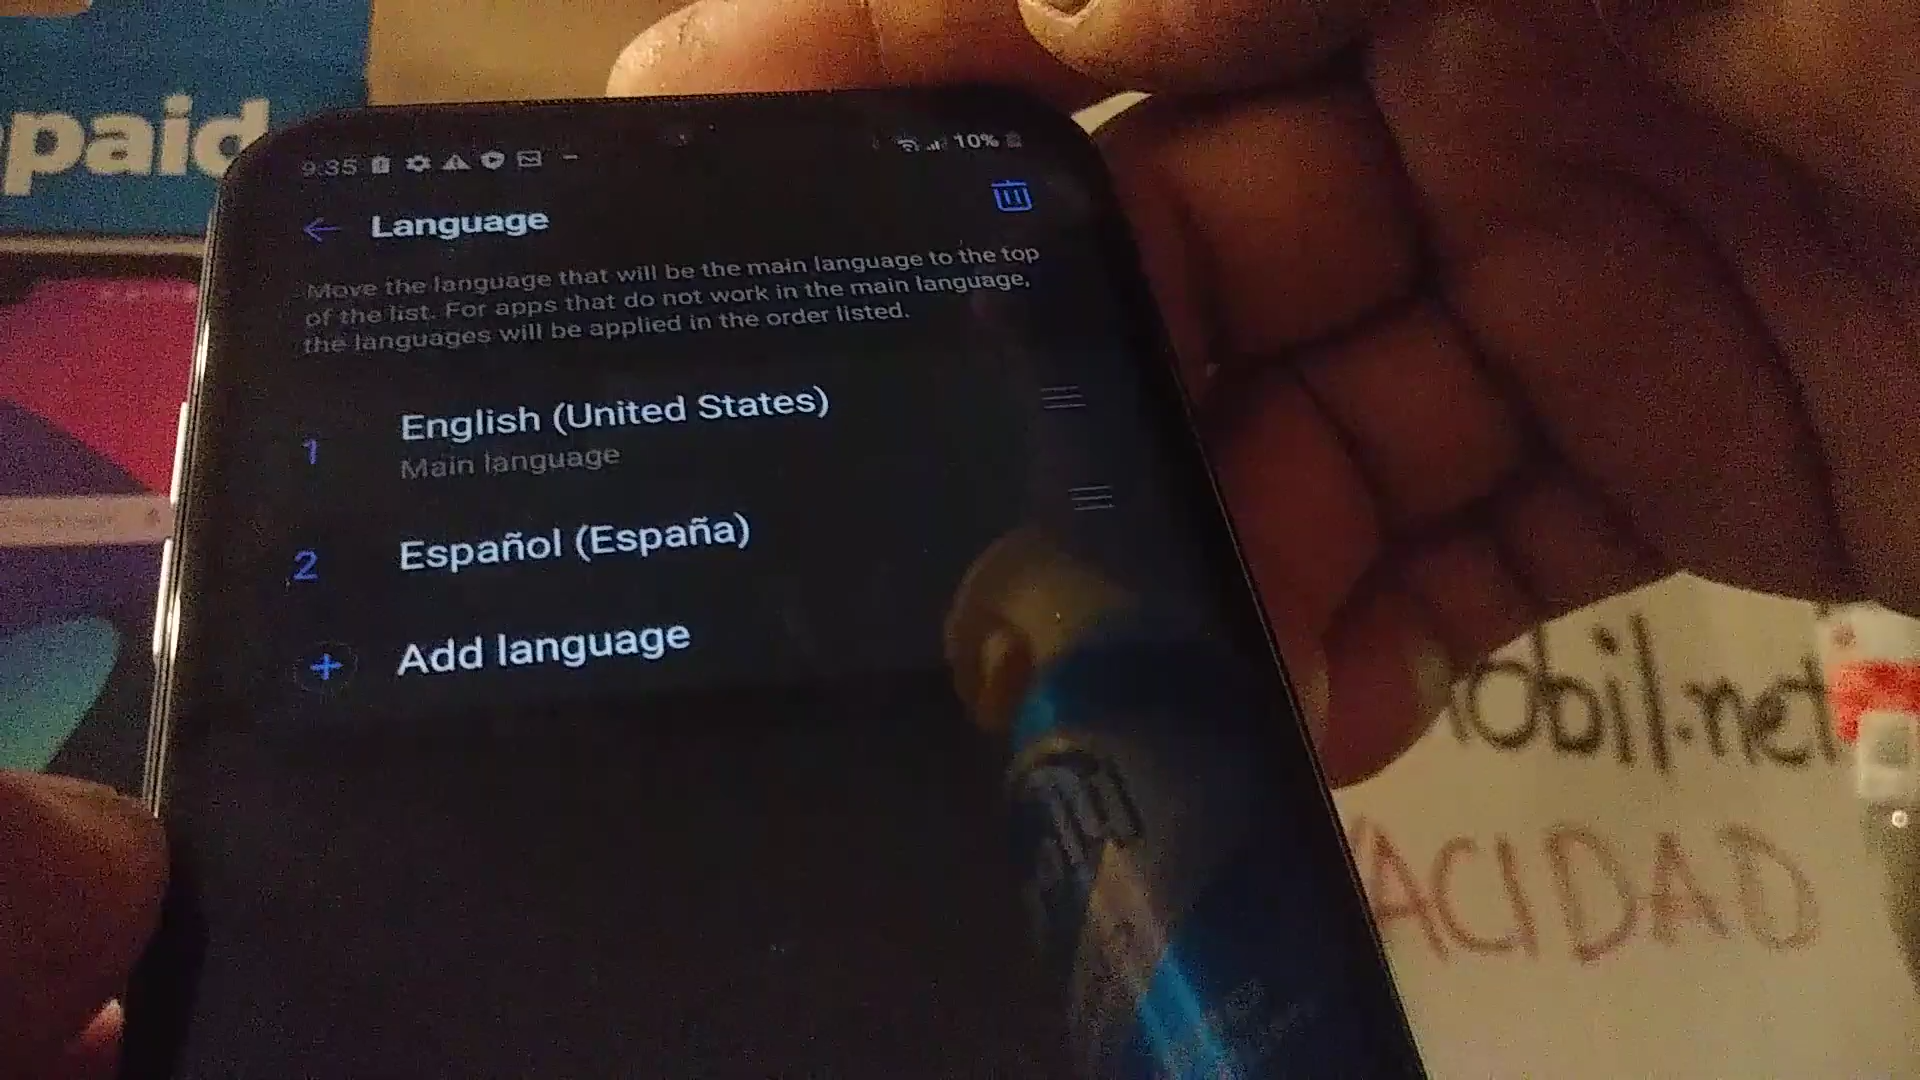 paid
9:35
10%
Language
Move the language that will be the main language to the top
of the list. For apps that do not work in the main language,
the languages will be applied in the order listed.
1 English (United States)
Main language
2 Español (España)
+ Add language
obil.net
ACIDAD